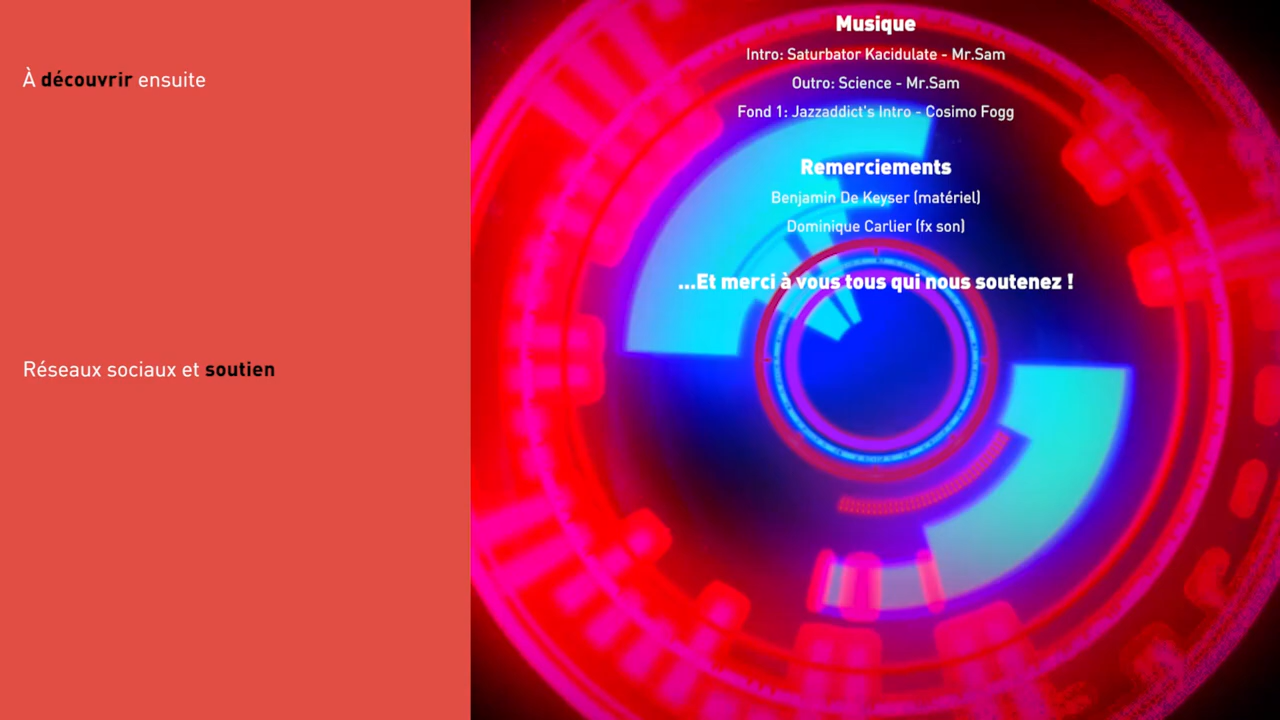 À découvrir ensuite
Réseaux sociaux et soutien
Musique
Intro: Saturbator Kacidulate - Mr.Sam
Outro: Science - Mr.Sam
Fond 1: Jazzaddict's Intro - Cosimo Fogg
Remerciements
Benjamin De Keyser (matériel)
Dominique Carlier (fx son)
...Et merci à vous tous qui nous soutenez !